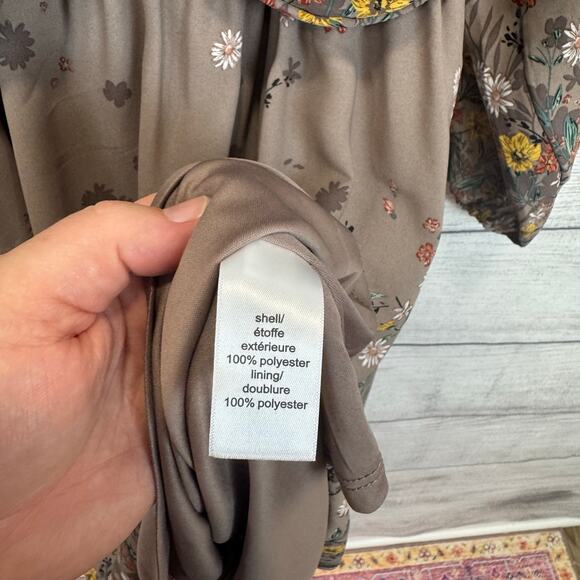 shell/
étoffe
extérieure
100% polyester
lining/
doublure
100% polyester